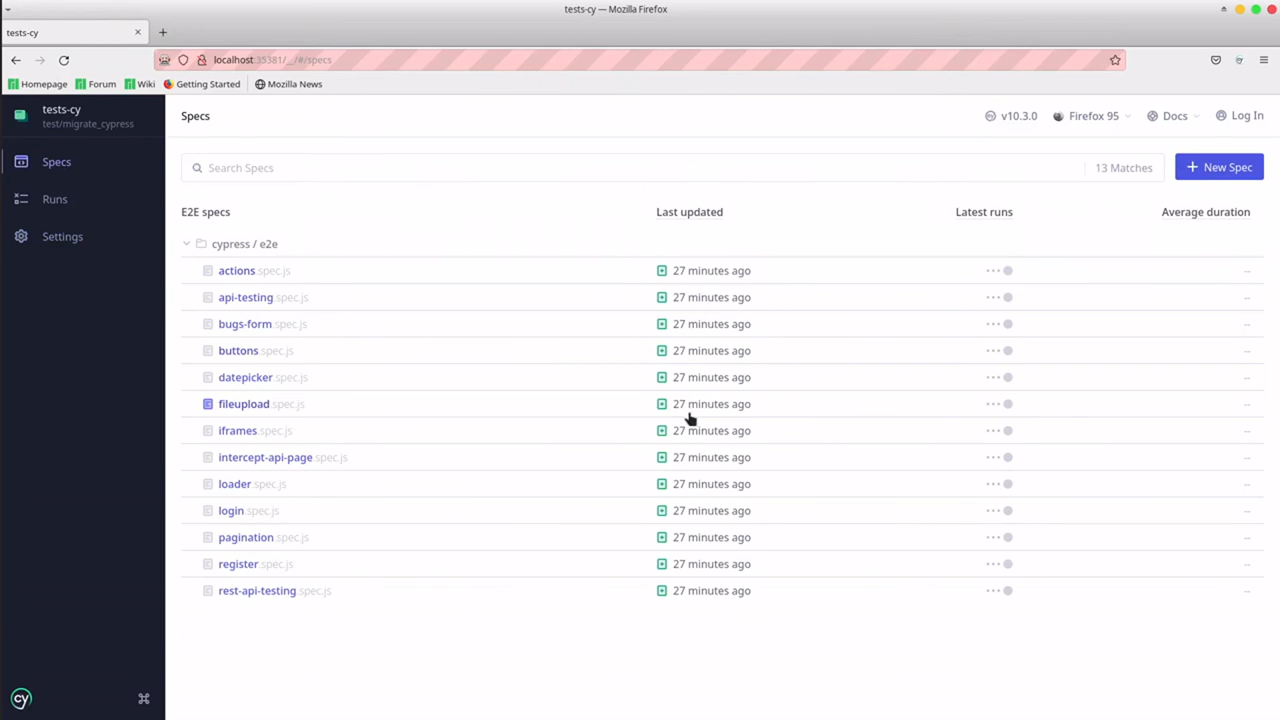 tests-cy — Mozilla Firefox
tests-cy
localhost:35381/__/#/specs
Homepage Forum Wiki Getting Started Mozilla News
tests-cy
test/migrate_cypress
Specs
Runs
Settings
cy
Specs
v10.3.0 Firefox 95 Docs Log In
Search Specs 13 Matches New Spec
E2E specs Last updated Latest runs Average duration
cypress / e2e
actions.spec.js 27 minutes ago --
api-testing.spec.js 27 minutes ago --
bugs-form.spec.js 27 minutes ago --
buttons.spec.js 27 minutes ago --
datepicker.spec.js 27 minutes ago --
fileupload.spec.js 27 minutes ago --
iframes.spec.js 27 minutes ago --
intercept-api-page.spec.js 27 minutes ago --
loader.spec.js 27 minutes ago --
login.spec.js 27 minutes ago --
pagination.spec.js 27 minutes ago --
register.spec.js 27 minutes ago --
rest-api-testing.spec.js 27 minutes ago --